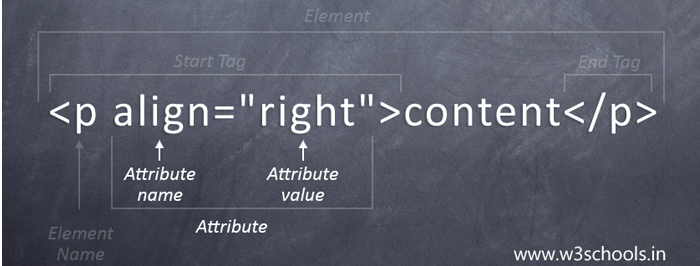 Element
Start Tag
End Tag
<p align="right">content</p>
Attribute
name
Attribute
value
Attribute
Element
Name
www.w3schools.in